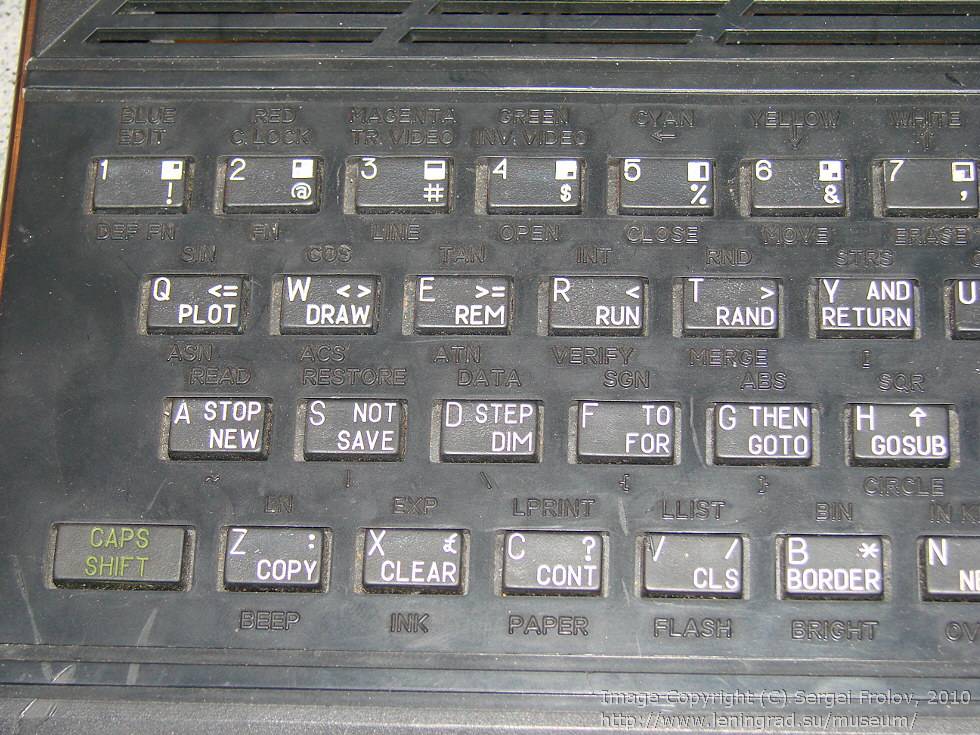 BLUE RED MAGENTA GREEN CYAN YELLOW WHITE
EDIT C.LOCK TR. VIDEO INV. VIDEO ← ↓ ↑
1 2 3 4 5 6 7
! @ # $ % & '
DEF FN FN LINE OPEN CLOSE MOVE ERASE
SIN COS TAN INT RND STRS
Q <= W <> E >= R < T > Y AND U
PLOT DRAW REM RUN RAND RETURN
ASN ACS ATN VERIFY MERGE [
READ RESTORE DATA SGN ABS SQR
A STOP S NOT D STEP F TO G THEN H ↑
NEW SAVE DIM FOR GOTO GOSUB
~ | \ { } CIRCLE
EXP LPRINT LLIST BIN
CAPS Z : X £ C ? V / B * N
SHIFT COPY CLEAR CONT CLS BORDER NE
BEEP INK PAPER FLASH BRIGHT OV
Image Copyright (C) Sergei Frolov, 2010
http://www.leningrad.su/museum/